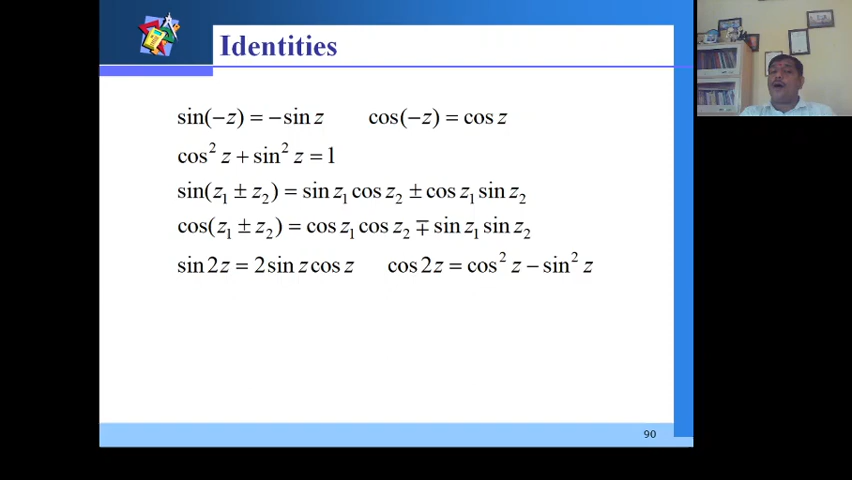 Identities
sin(−z) = −sin z cos(−z) = cos z
cos² z + sin² z = 1
sin(z₁ ± z₂) = sin z₁ cos z₂ ± cos z₁ sin z₂
cos(z₁ ± z₂) = cos z₁ cos z₂ ∓ sin z₁ sin z₂
sin 2z = 2 sin z cos z cos 2z = cos² z − sin² z
90